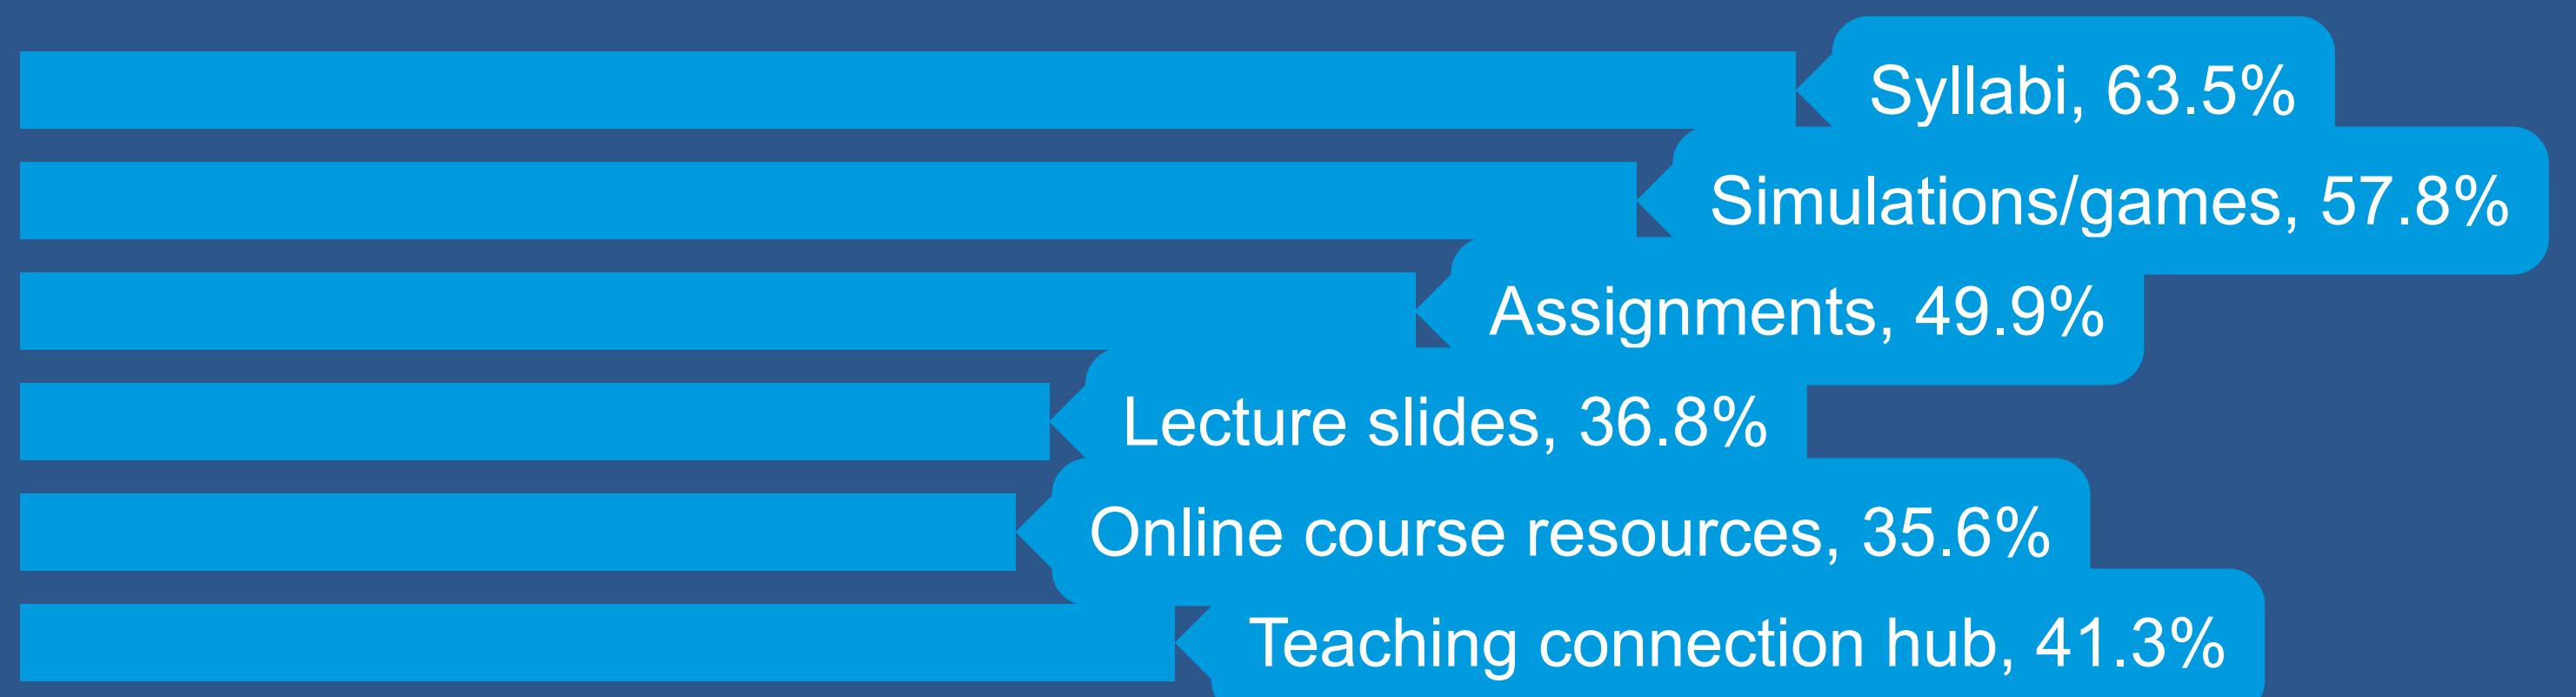 Syllabi, 63.5%
Simulations/games, 57.8%
Assignments, 49.9%
Lecture slides, 36.8%
Online course resources, 35.6%
Teaching connection hub, 41.3%